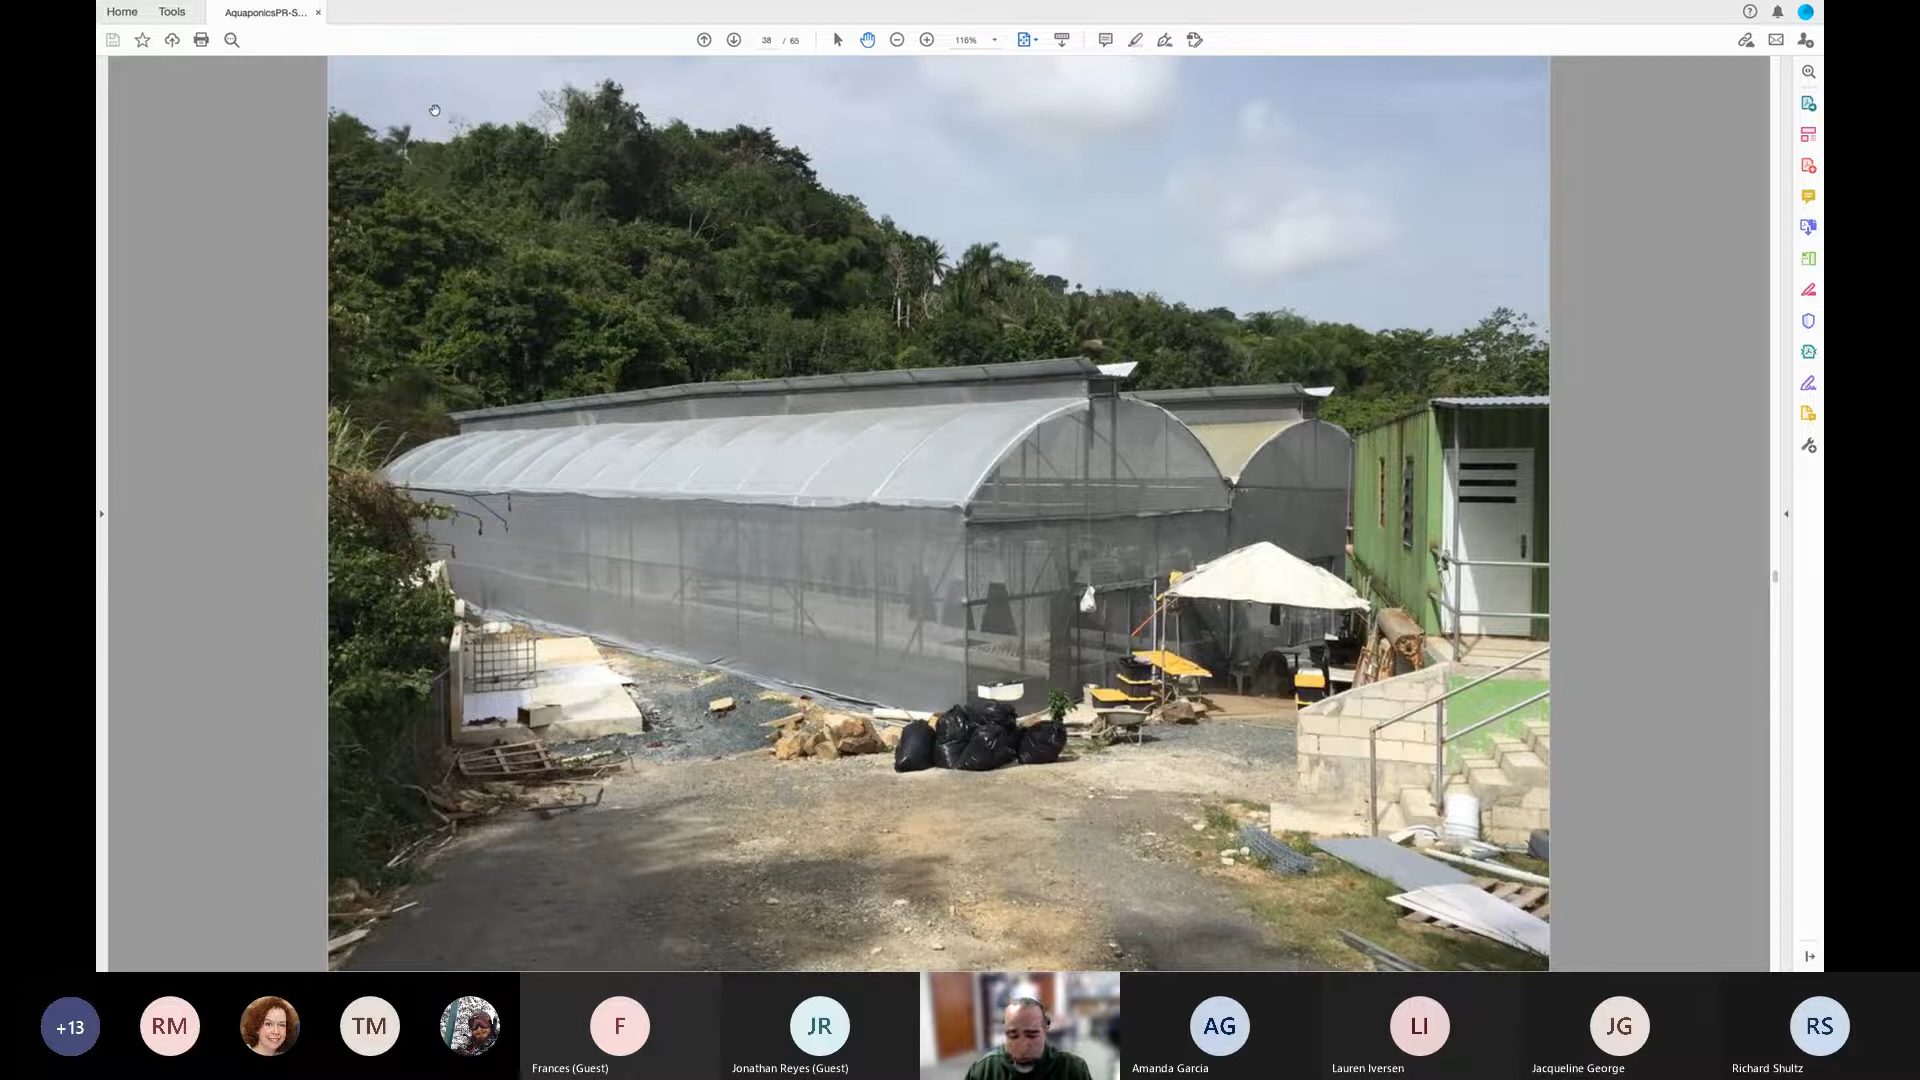 Home Tools AquaponicsPR-S... ×
38 / 65 116%
+13 RM TM F JR AG LI JG RS
Frances (Guest) Jonathan Reyes (Guest) Amanda Garcia Lauren Iversen Jacqueline George Richard Shultz